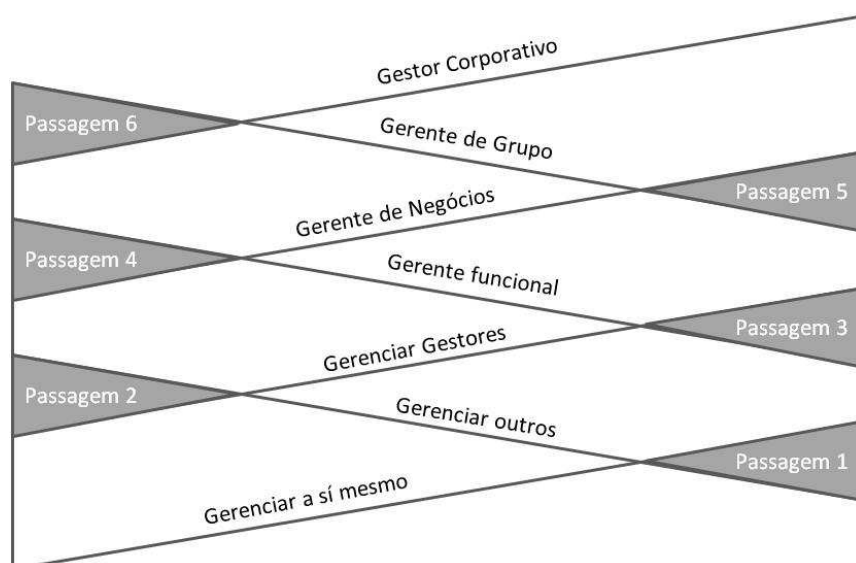 Gestor Corporativo
Passagem 6
Gerente de Grupo
Passagem 5
Gerente de Negócios
Passagem 4
Gerente funcional
Passagem 3
Gerenciar Gestores
Passagem 2
Gerenciar outros
Passagem 1
Gerenciar a sí mesmo